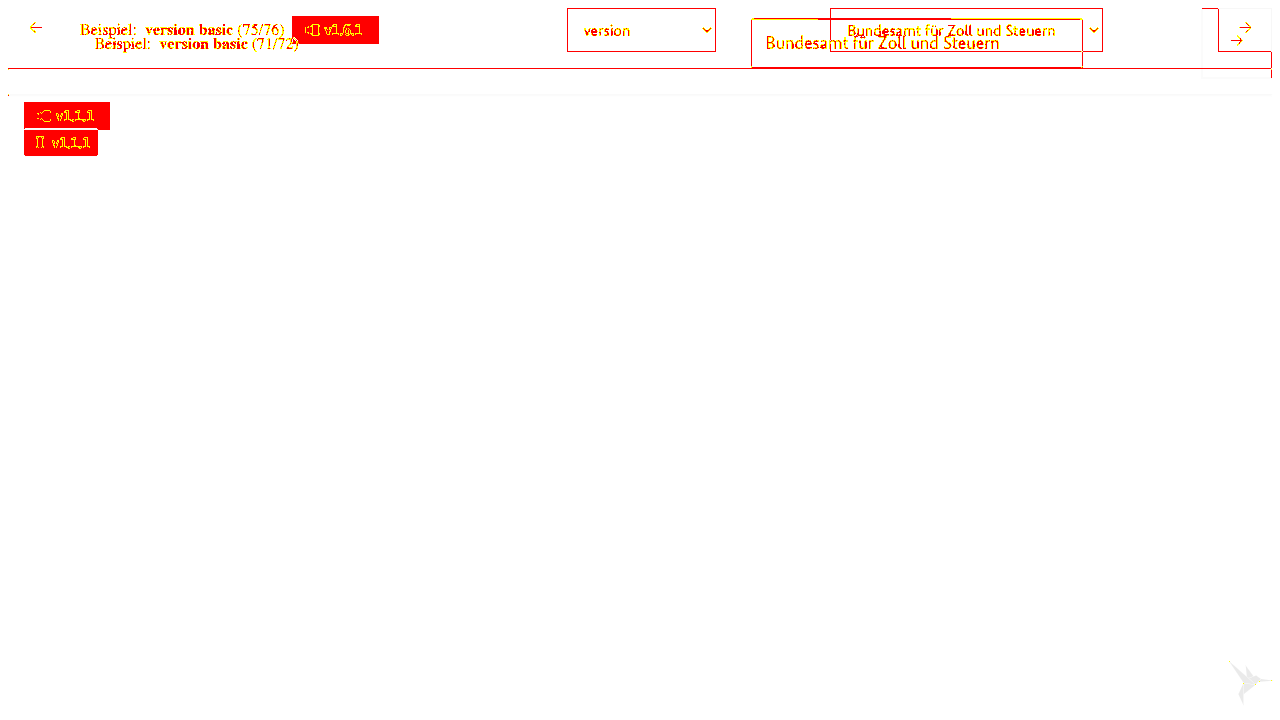 Beispiel: version basic (75/76) v1.6.1 version Bundesamt für Zoll und Steuern
Beispiel: version basic (71/72) Bundesamt für Zoll und Steuern
v1.1.1
v1.1.1